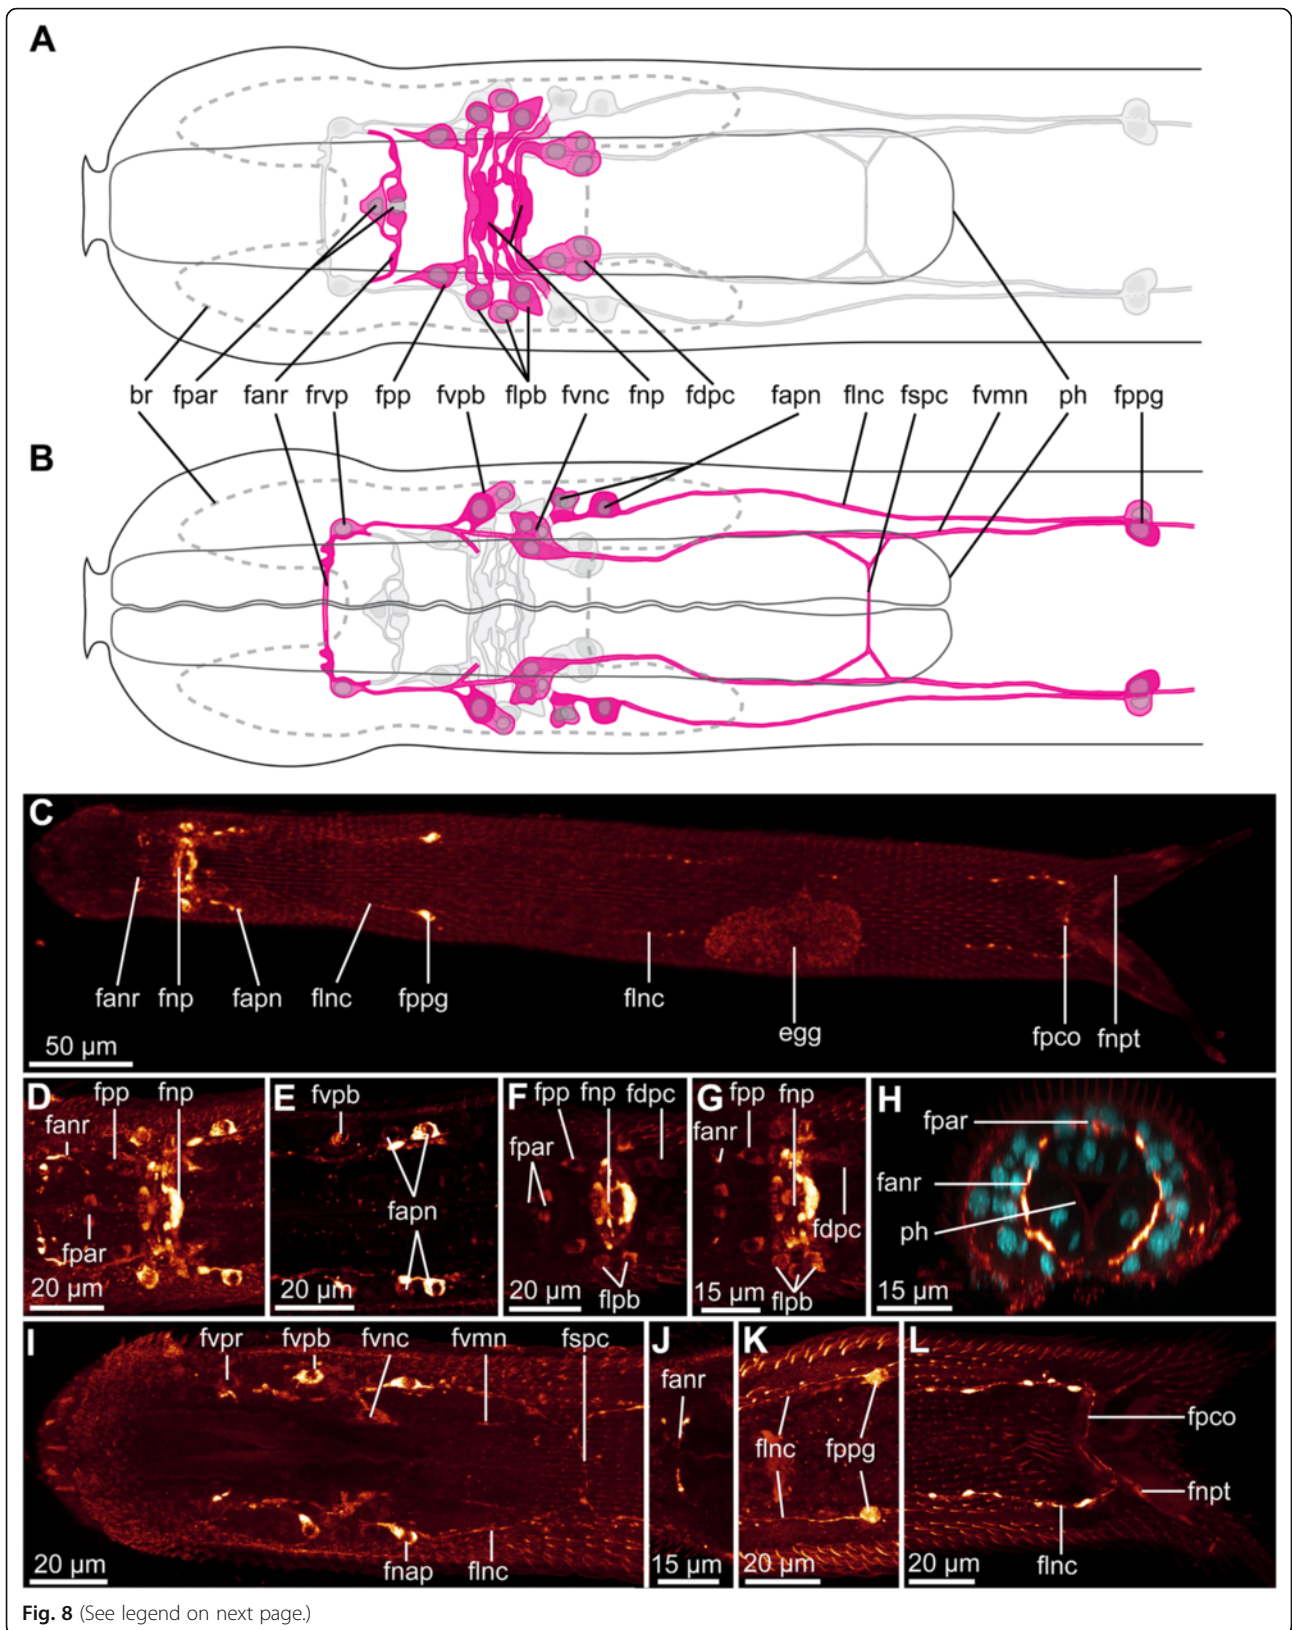 A
br fpar fanr frvp fpp fvpb flpb fvnc fnp fdpc fapn flnc fspc fvmn ph fppg
B
C
fanr fnp fapn flnc fppg flnc egg fpco fnpt
50 µm
D
fpp fnp
fanr
fpar
20 µm
E
fvpb
fapn
20 µm
F
fpp fnp fdpc
fpar
flpb
20 µm
G
fpp fnp
fanr
fdpc
flpb
15 µm
H
fpar
fanr
ph
15 µm
I
fvpr fvpb fvnc fvmn fspc
fnap flnc
20 µm
J
fanr
15 µm
K
flnc fppg
20 µm
L
fpco
fnpt
flnc
20 µm
Fig. 8 (See legend on next page.)